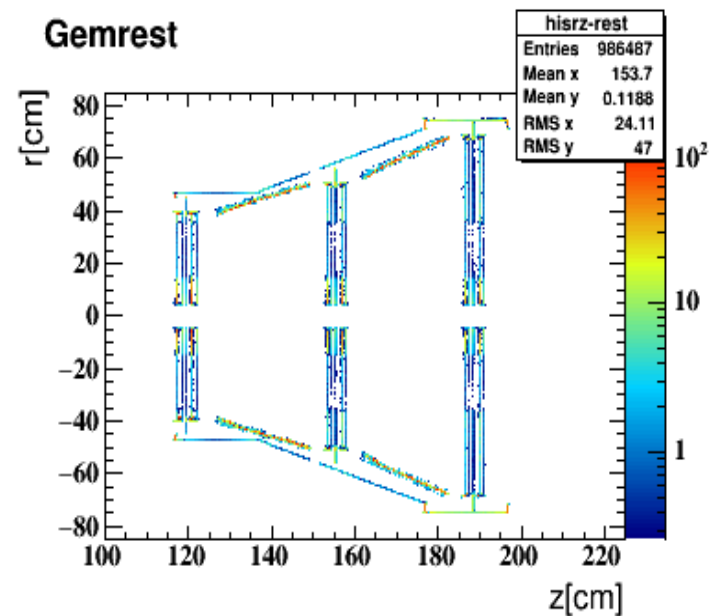 Gemrest
hisrz-rest
Entries 986487
Mean x 153.7
Mean y 0.1188
RMS x 24.11
RMS y 47
r[cm]
80
60
40
20
0
−20
−40
−60
−80
100 120 140 160 180 200 220
z[cm]
10²
10
1